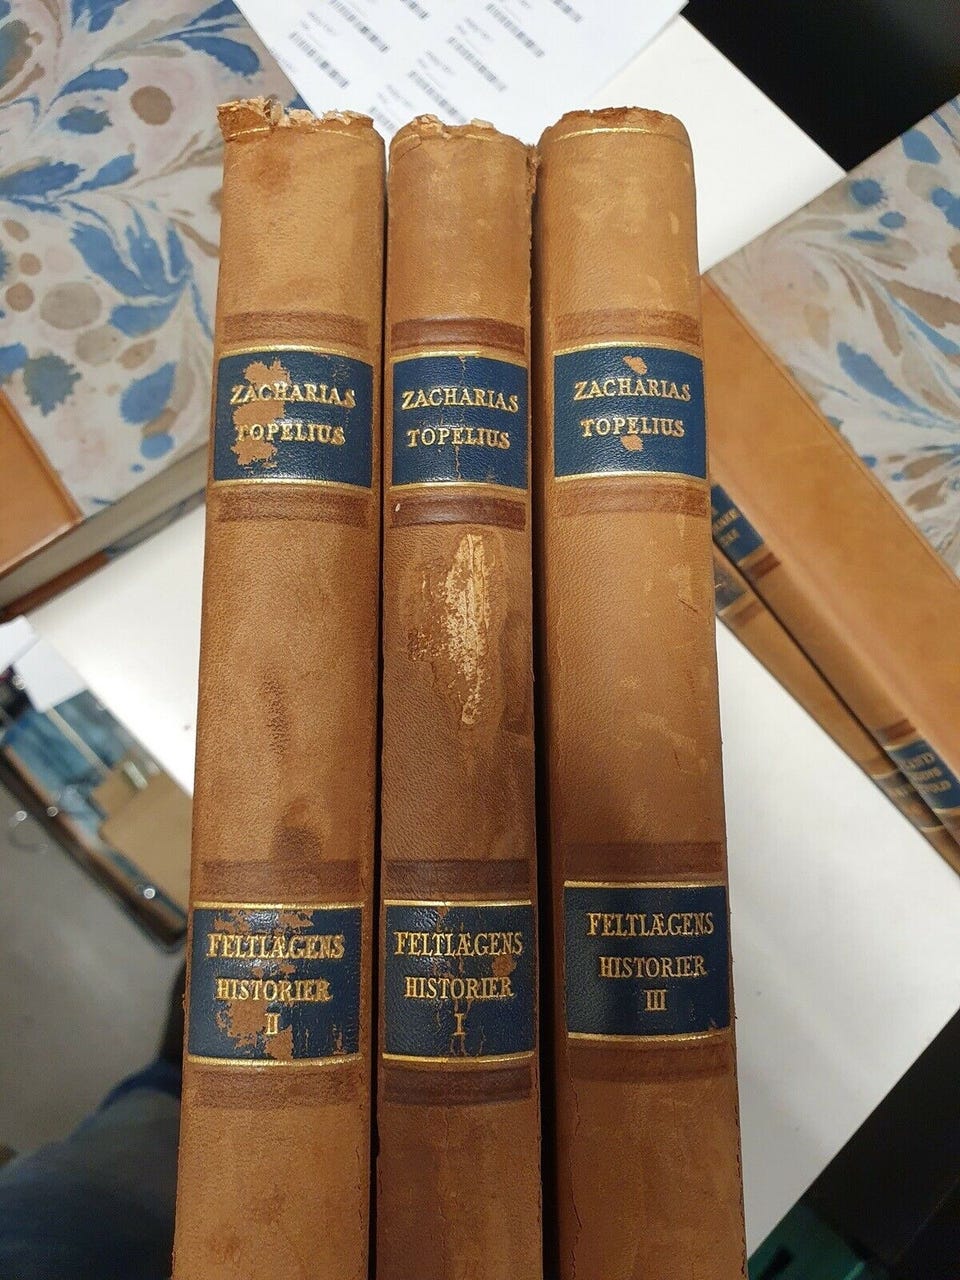 ZACHARIAS
TOPELIUS
FELTLÆGENS
HISTORIER
II
ZACHARIAS
TOPELIUS
FELTLÆGENS
HISTORIER
I
ZACHARIAS
TOPELIUS
FELTLÆGENS
HISTORIER
III